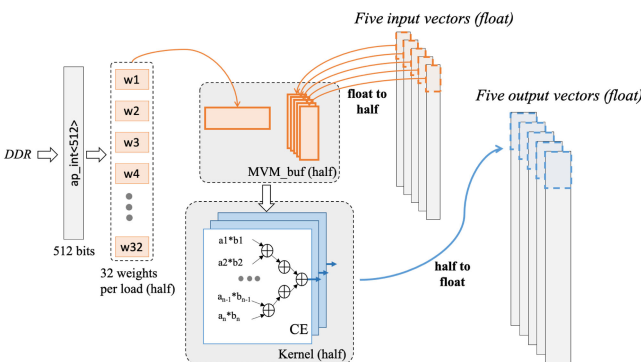 Five input vectors (float)
Five output vectors (float)
DDR
ap_int<512>
512 bits
w1
w2
w3
w4
w32
32 weights
per load (half)
float to
half
MVM_buf (half)
a1*b1
a2*b2
an-1*bn-1
an*bn
CE
Kernel (half)
half to
float